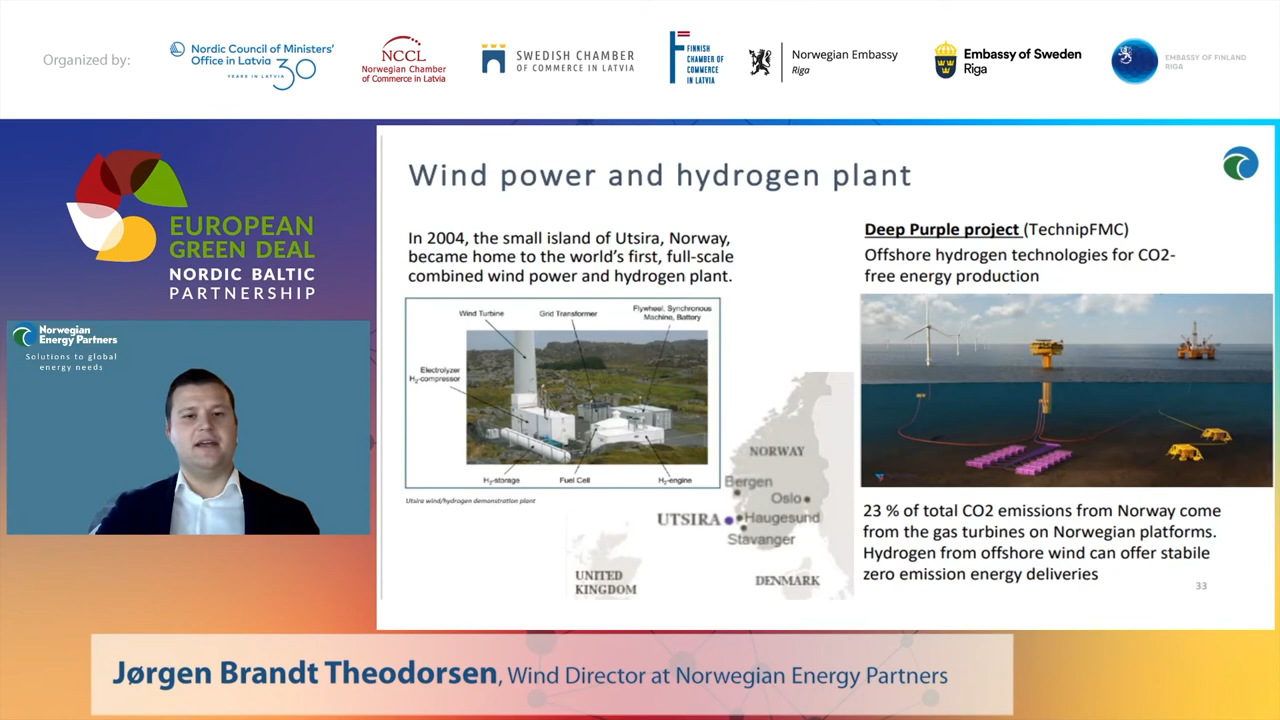 Organized by:
Nordic Council of Ministers'
Office in Latvia
YEARS IN LATVIA 30
NCCL
Norwegian Chamber
of Commerce in Latvia
SWEDISH CHAMBER
OF COMMERCE IN LATVIA
FINNISH
CHAMBER OF
COMMERCE
IN LATVIA
Norwegian Embassy
Riga
Embassy of Sweden
Riga
EMBASSY OF FINLAND
RIGA
EUROPEAN
GREEN DEAL
NORDIC BALTIC
PARTNERSHIP
Norwegian
Energy Partners
Solutions to global
energy needs
Wind power and hydrogen plant
In 2004, the small island of Utsira, Norway,
became home to the world's first, full-scale
combined wind power and hydrogen plant.
Wind Turbine
Grid Transformer
Flywheel, Synchronous
Machine, Battery
Electrolyzer
H2-compressor
H2-storage
Fuel Cell
H2-engine
Utsira wind/hydrogen demonstration plant
NORWAY
Bergen
Oslo
UTSIRA
Haugesund
Stavanger
UNITED
KINGDOM
DENMARK
Deep Purple project (TechnipFMC)
Offshore hydrogen technologies for CO2-
free energy production
23 % of total CO2 emissions from Norway come
from the gas turbines on Norwegian platforms.
Hydrogen from offshore wind can offer stabile
zero emission energy deliveries
33
Jørgen Brandt Theodorsen, Wind Director at Norwegian Energy Partners